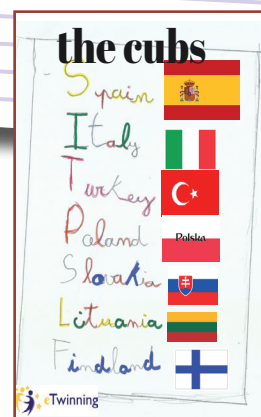 the cubs
Spain
Italy
Turkey
Poland
Polska
Slovakia
Lituania
Findland
eTwinning